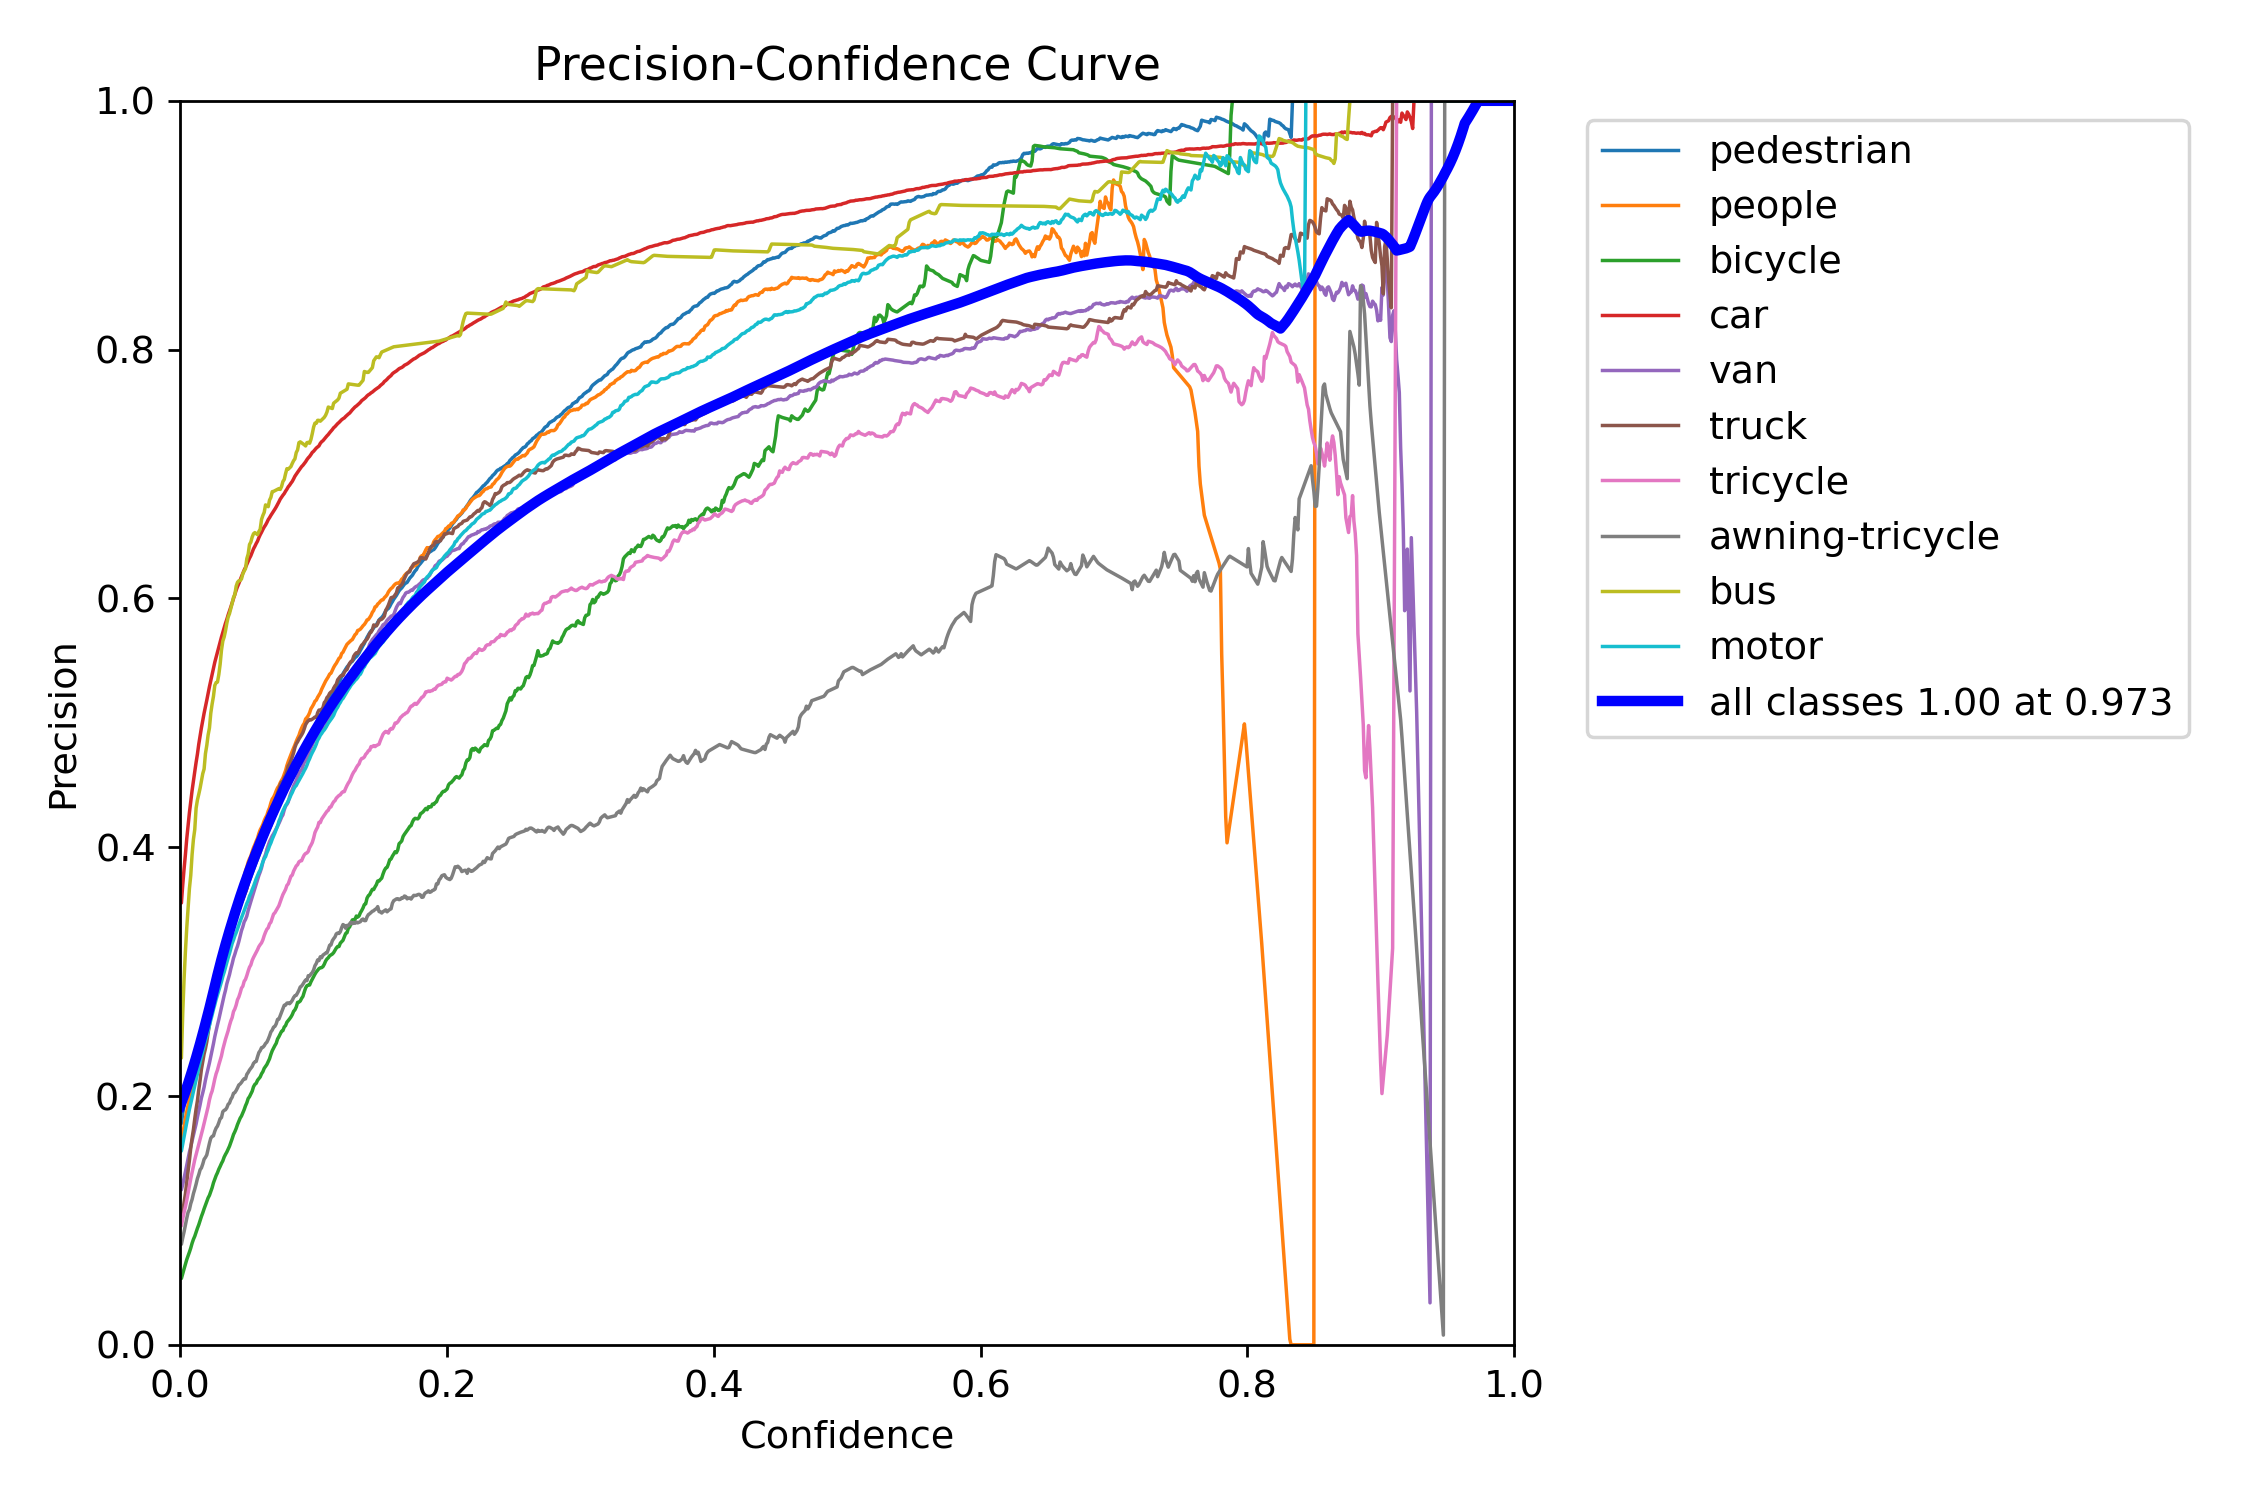 Precision-Confidence Curve
1.0
0.8
0.6
0.4
0.2
0.0
Precision
0.0 0.2 0.4 0.6 0.8 1.0
Confidence
pedestrian
people
bicycle
car
van
truck
tricycle
awning-tricycle
bus
motor
all classes 1.00 at 0.973